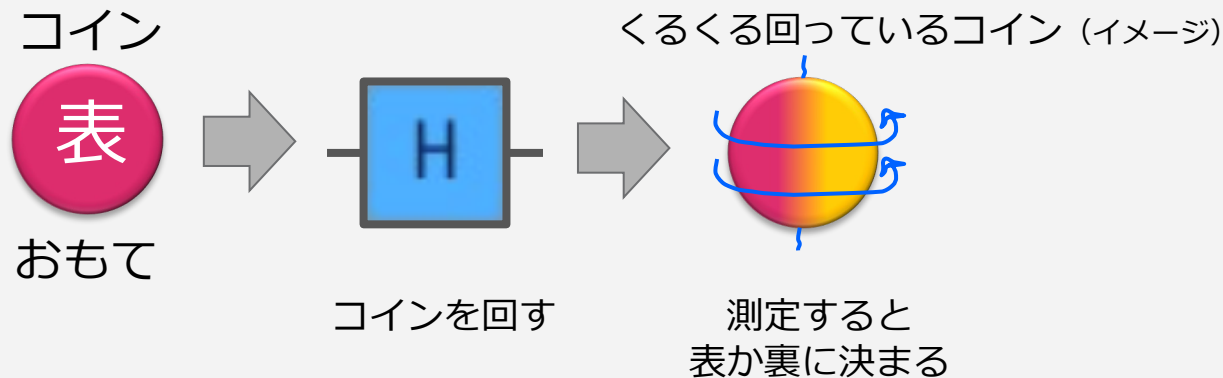 コイン
表
おもて
H
コインを回す
くるくる回っているコイン（イメージ）
測定すると
表か裏に決まる